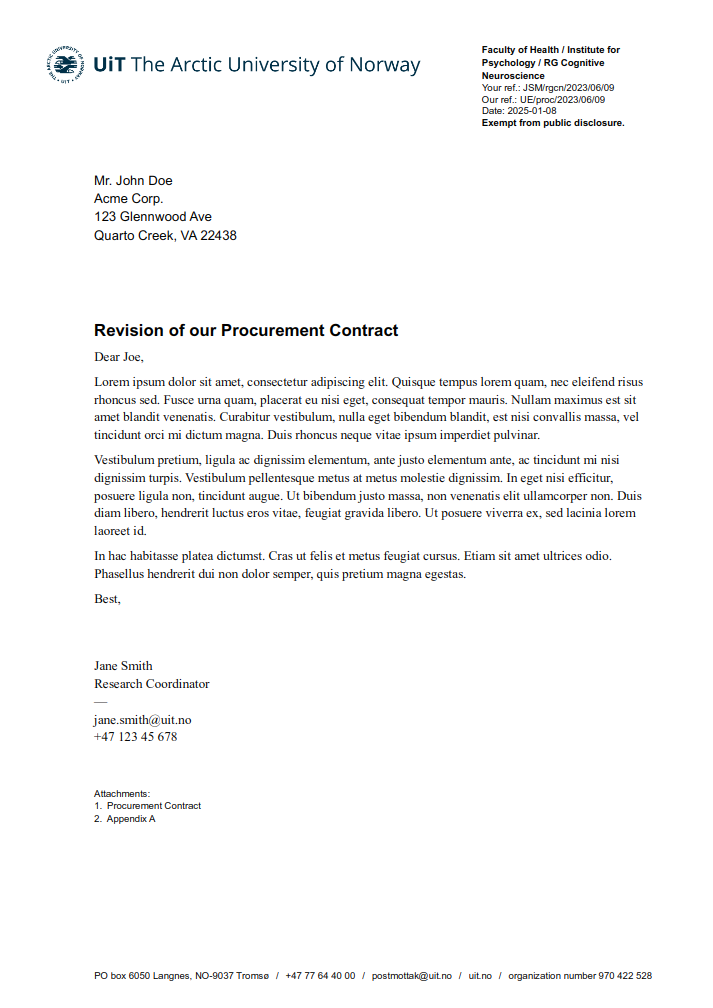 UiT The Arctic University of Norway
Faculty of Health / Institute for
Psychology / RG Cognitive
Neuroscience
Your ref.: JSM/rgcn/2023/06/09
Our ref.: UE/proc/2023/06/09
Date: 2025-01-08
Exempt from public disclosure.
Mr. John Doe
Acme Corp.
123 Glennwood Ave
Quarto Creek, VA 22438
Revision of our Procurement Contract
Dear Joe,
Lorem ipsum dolor sit amet, consectetur adipiscing elit. Quisque tempus lorem quam, nec eleifend risus
rhoncus sed. Fusce urna quam, placerat eu nisi eget, consequat tempor mauris. Nullam maximus est sit
amet blandit venenatis. Curabitur vestibulum, nulla eget bibendum blandit, est nisi convallis massa, vel
tincidunt orci mi dictum magna. Duis rhoncus neque vitae ipsum imperdiet pulvinar.
Vestibulum pretium, ligula ac dignissim elementum, ante justo elementum ante, ac tincidunt mi nisi
dignissim turpis. Vestibulum pellentesque metus at metus molestie dignissim. In eget nisi efficitur,
posuere ligula non, tincidunt augue. Ut bibendum justo massa, non venenatis elit ullamcorper non. Duis
diam libero, hendrerit luctus eros vitae, feugiat gravida libero. Ut posuere viverra ex, sed lacinia lorem
laoreet id.
In hac habitasse platea dictumst. Cras ut felis et metus feugiat cursus. Etiam sit amet ultrices odio.
Phasellus hendrerit dui non dolor semper, quis pretium magna egestas.
Best,
Jane Smith
Research Coordinator
—
jane.smith@uit.no
+47 123 45 678
Attachments:
1. Procurement Contract
2. Appendix A
PO box 6050 Langnes, NO-9037 Tromsø / +47 77 64 40 00 / postmottak@uit.no / uit.no / organization number 970 422 528